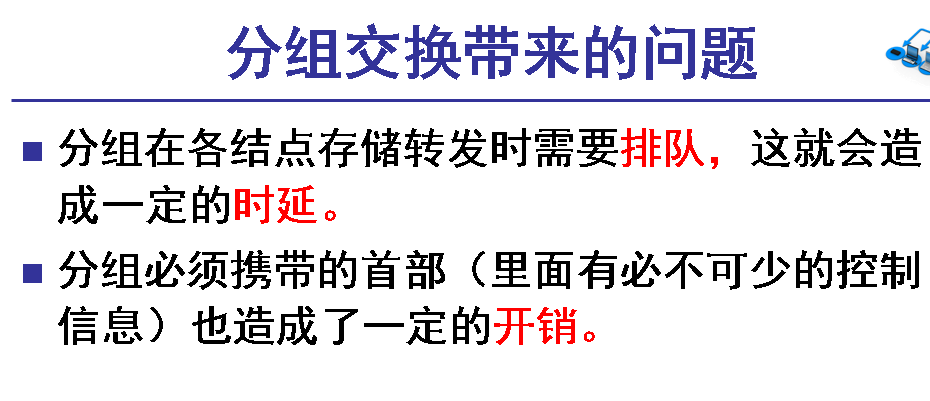 分组交换带来的问题
分组在各结点存储转发时需要排队，这就会造
成一定的时延。
分组必须携带的首部（里面有必不可少的控制
信息）也造成了一定的开销。